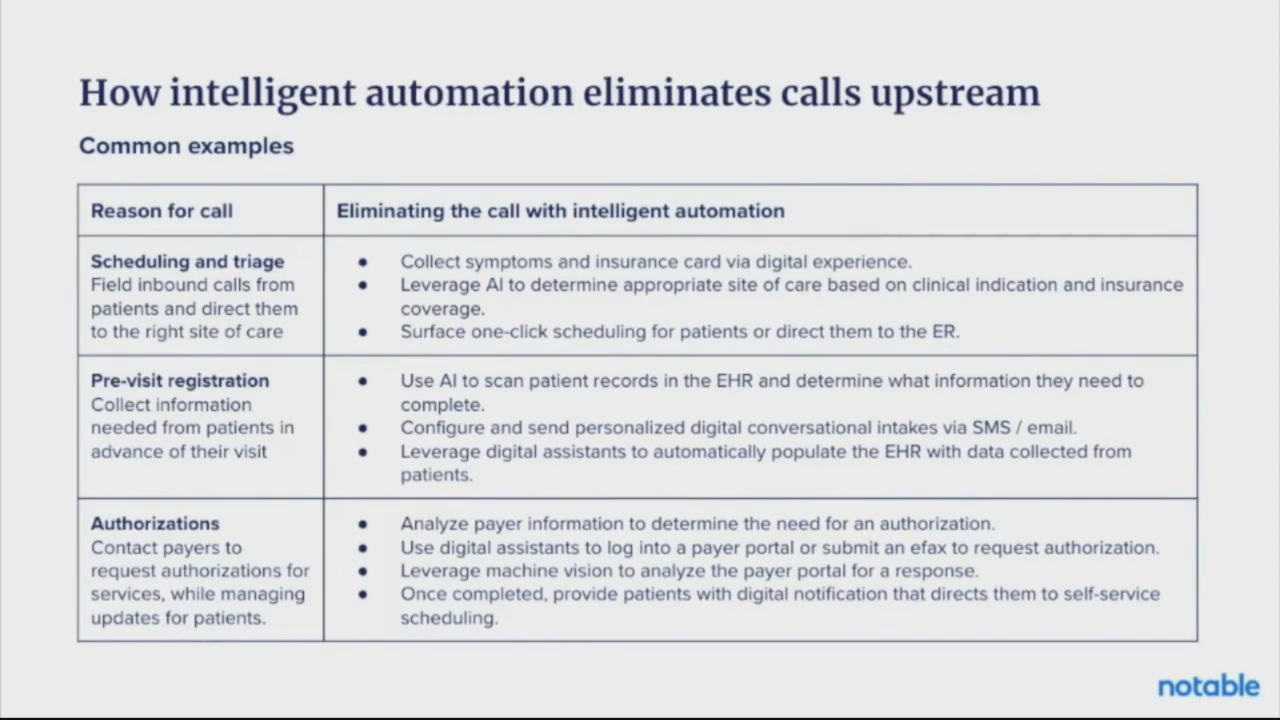 How intelligent automation eliminates calls upstream
Common examples
Reason for call
Eliminating the call with intelligent automation
Scheduling and triage
Field inbound calls from
patients and direct them
to the right site of care
● Collect symptoms and insurance card via digital experience.
● Leverage AI to determine appropriate site of care based on clinical indication and insurance
coverage.
● Surface one-click scheduling for patients or direct them to the ER.
Pre-visit registration
Collect information
needed from patients in
advance of their visit
● Use AI to scan patient records in the EHR and determine what information they need to
complete.
● Configure and send personalized digital conversational intakes via SMS / email.
● Leverage digital assistants to automatically populate the EHR with data collected from
patients.
Authorizations
Contact payers to
request authorizations for
services, while managing
updates for patients.
● Analyze payer information to determine the need for an authorization.
● Use digital assistants to log into a payer portal or submit an efax to request authorization.
● Leverage machine vision to analyze the payer portal for a response.
● Once completed, provide patients with digital notification that directs them to self-service
scheduling.
notable